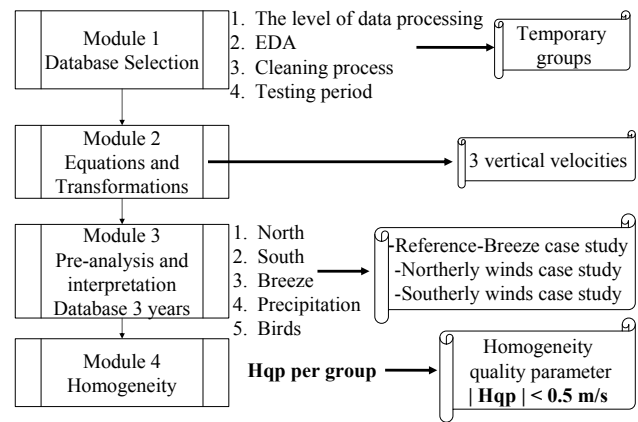 Module 1
Database Selection
1. The level of data processing
2. EDA
3. Cleaning process
4. Testing period
Temporary
groups
Module 2
Equations and
Transformations
3 vertical velocities
Module 3
Pre-analysis and
interpretation
Database 3 years
1. North
2. South
3. Breeze
4. Precipitation
5. Birds
-Reference-Breeze case study
-Northerly winds case study
-Southerly winds case study
Module 4
Homogeneity
Hqp per group
Homogeneity
quality parameter
| Hqp | < 0.5 m/s